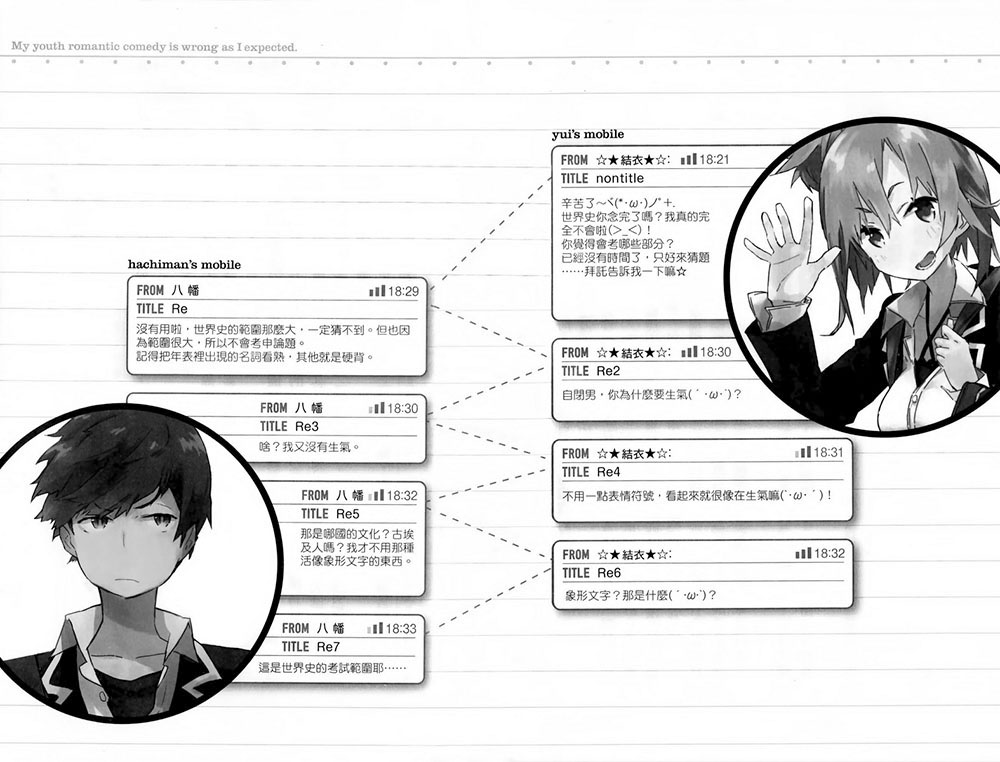 My youth romantic comedy is wrong as I expected.
yui's mobile
FROM ☆★結衣★☆: 18:21
TITLE nontitle
辛苦了～ヾ(*·ω·)ノ゛+.
世界史你念完了嗎？我真的完
全不會啦(>_<)！
你覺得會考哪些部分？
已經沒有時間了，只好來猜題
……拜託告訴我一下嘛☆
hachiman's mobile
FROM 八幡 18:29
TITLE Re
沒有用啦，世界史的範圍那麼大，一定猜不到。但也因
為範圍很大，所以不會考申論題。
記得把年表裡出現的名詞看熟，其他就是硬背。
FROM ☆★結衣★☆: 18:30
TITLE Re2
自閉男，你為什麼要生氣(´·ω·`)？
FROM 八幡 18:30
TITLE Re3
啥？我又沒有生氣。
FROM ☆★結衣★☆: 18:31
TITLE Re4
不用一點表情符號，看起來就很像在生氣嘛(`·ω·´)！
FROM 八幡 18:32
TITLE Re5
那是哪國的文化？古埃
及人嗎？我才不用那種
活像象形文字的東西。
FROM ☆★結衣★☆: 18:32
TITLE Re6
象形文字？那是什麼(´·ω·`)？
FROM 八幡 18:33
TITLE Re7
這是世界史的考試範圍耶……